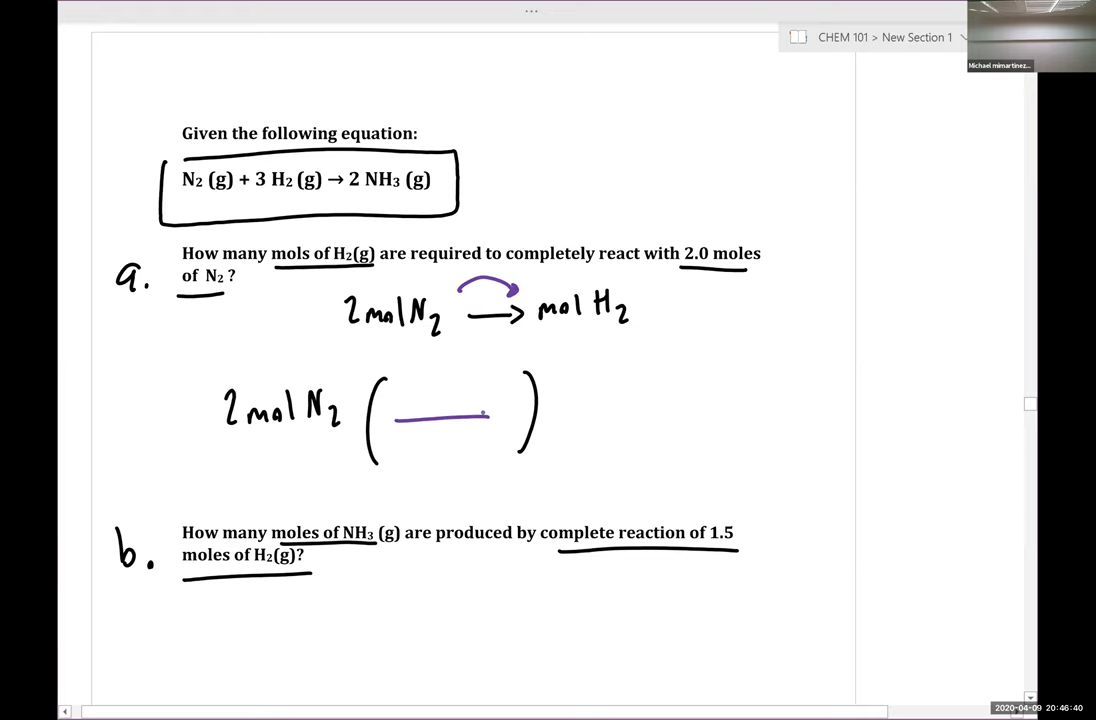 ...
CHEM 101 > New Section 1
Michael mimartinez...
Given the following equation:
N₂ (g) + 3 H₂ (g) → 2 NH₃ (g)
a.
How many mols of H₂(g) are required to completely react with 2.0 moles
of N₂ ?
2 mol N₂ → mol H₂
2 mol N₂ ( )
b.
How many moles of NH₃ (g) are produced by complete reaction of 1.5
moles of H₂(g)?
2020-04-09 20:46:40